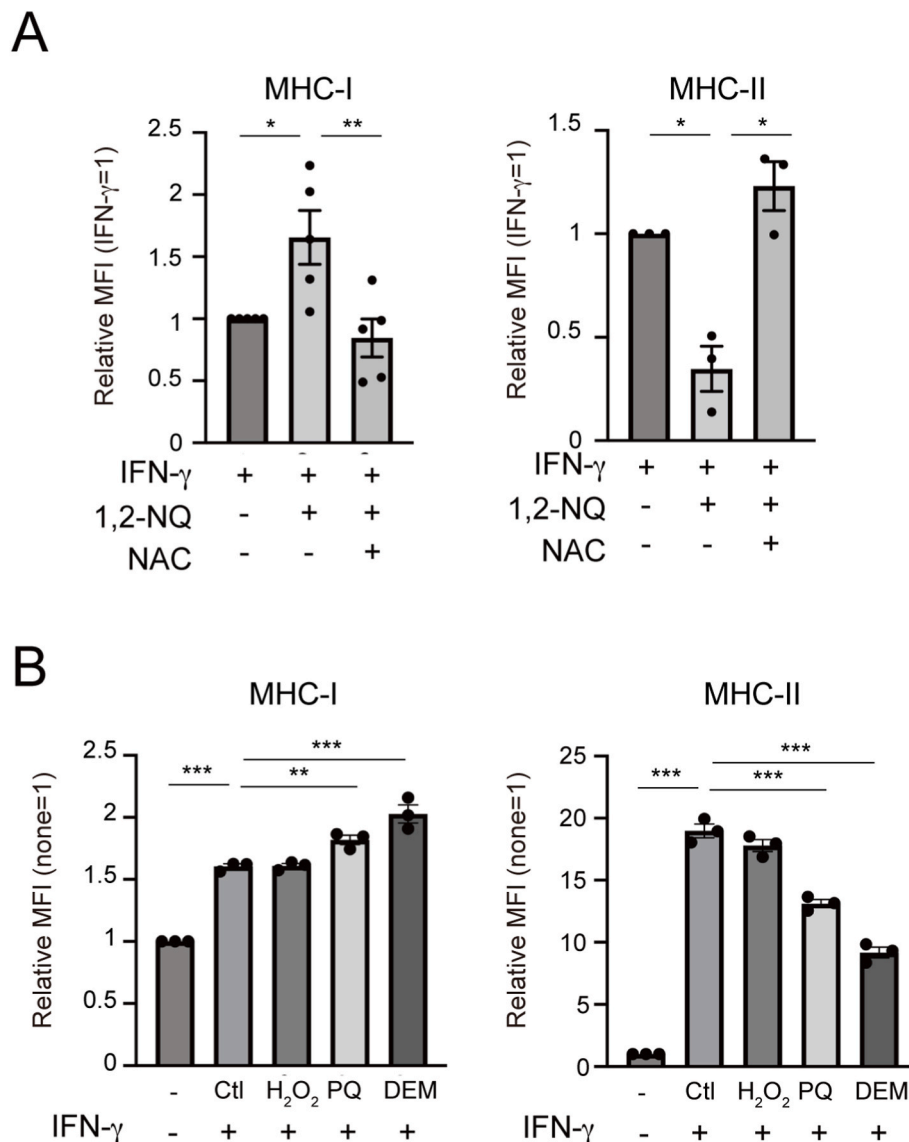 A
MHC-I
MHC-II
* **
* *
Relative MFI (IFN-γ=1)
2.5
2
1.5
1
0.5
0
Relative MFI (IFN-γ=1)
1.5
1
0.5
0
IFN-γ + + +
1,2-NQ - + +
NAC - - +
IFN-γ + + +
1,2-NQ - + +
NAC - - +
B
MHC-I
MHC-II
***
*** **
***
*** ***
Relative MFI (none=1)
2.5
2
1.5
1
0.5
0
Relative MFI (none=1)
25
20
15
10
5
0
- Ctl H₂O₂ PQ DEM
IFN-γ - + + + +
- Ctl H₂O₂ PQ DEM
IFN-γ - + + + +